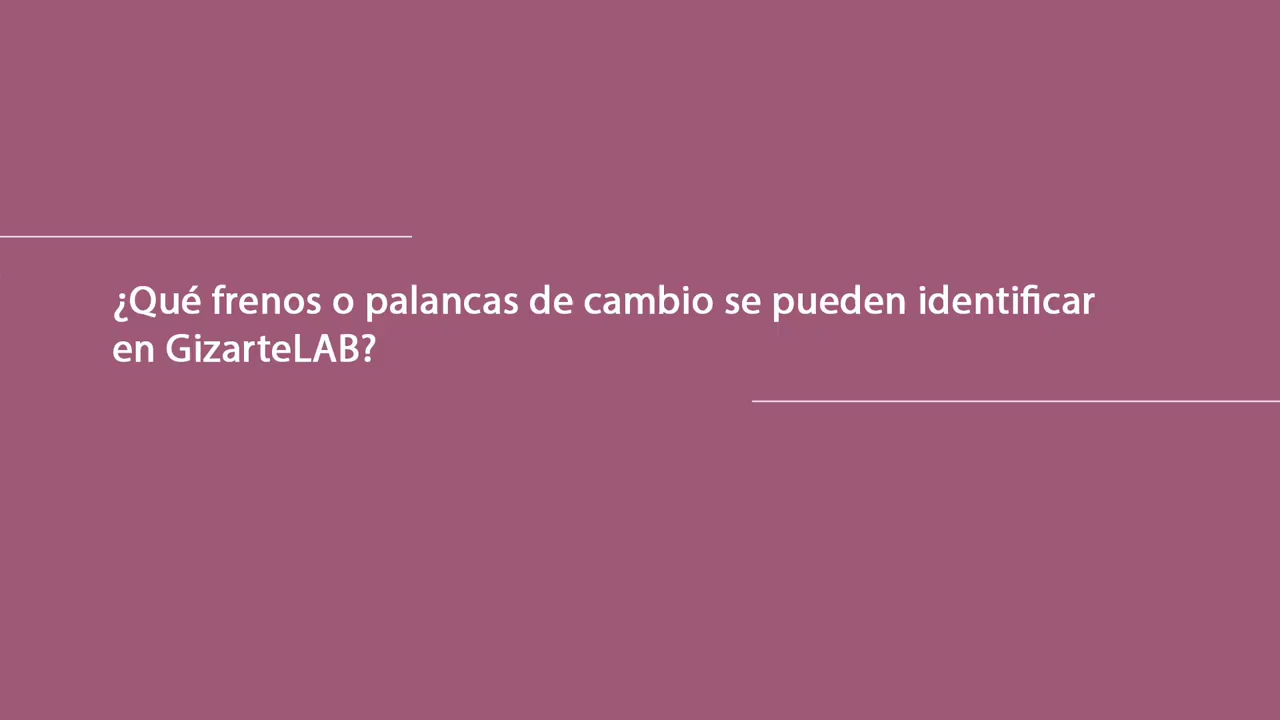 ¿Qué frenos o palancas de cambio se pueden identificar
en GizarteLAB?